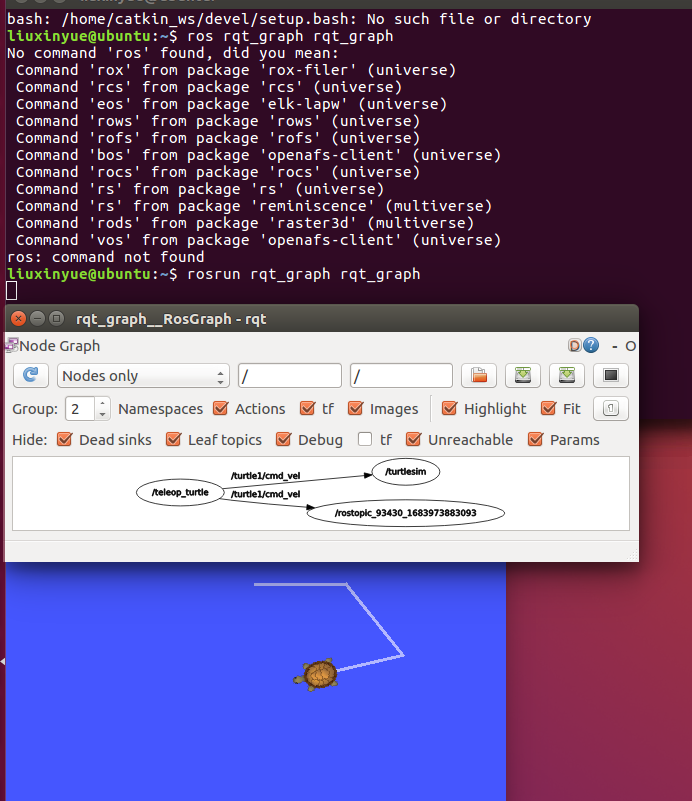 bash: /home/catkin_ws/devel/setup.bash: No such file or directory
liuxinyue@ubuntu:~$ ros rqt_graph rqt_graph
No command 'ros' found, did you mean:
 Command 'rox' from package 'rox-filer' (universe)
 Command 'rcs' from package 'rcs' (universe)
 Command 'eos' from package 'elk-lapw' (universe)
 Command 'rows' from package 'rows' (universe)
 Command 'rofs' from package 'rofs' (universe)
 Command 'bos' from package 'openafs-client' (universe)
 Command 'rocs' from package 'rocs' (universe)
 Command 'rs' from package 'rs' (universe)
 Command 'rs' from package 'reminiscence' (multiverse)
 Command 'rods' from package 'raster3d' (multiverse)
 Command 'vos' from package 'openafs-client' (universe)
ros: command not found
liuxinyue@ubuntu:~$ rosrun rqt_graph rqt_graph
rqt_graph__RosGraph - rqt
Node Graph D ? - O
Nodes only / /
Group: 2 Namespaces Actions tf Images Highlight Fit
Hide: Dead sinks Leaf topics Debug tf Unreachable Params
/turtle1/cmd_vel /turtlesim
/teleop_turtle /turtle1/cmd_vel
/rostopic_93430_1683973883093